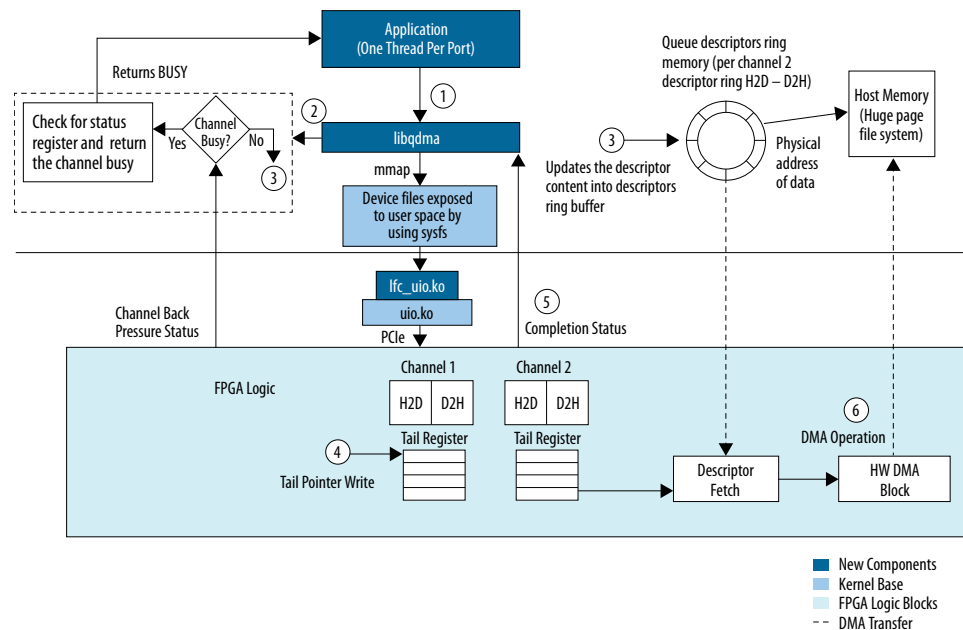 Application
(One Thread Per Port)
Returns BUSY
1
2
Check for status
register and return
the channel busy
Yes
Channel
Busy?
No
3
libqdma
mmap
Device files exposed
to user space by
using sysfs
Queue descriptors ring
memory (per channel 2
descriptor ring H2D – D2H)
3
Updates the descriptor
content into descriptors
ring buffer
Physical
address
of data
Host Memory
(Huge page
file system)
lfc_uio.ko
uio.ko
PCIe
Channel Back
Pressure Status
5
Completion Status
FPGA Logic
Channel 1
H2D
D2H
Tail Register
Channel 2
H2D
D2H
Tail Register
4
Tail Pointer Write
6
DMA Operation
Descriptor
Fetch
HW DMA
Block
New Components
Kernel Base
FPGA Logic Blocks
DMA Transfer